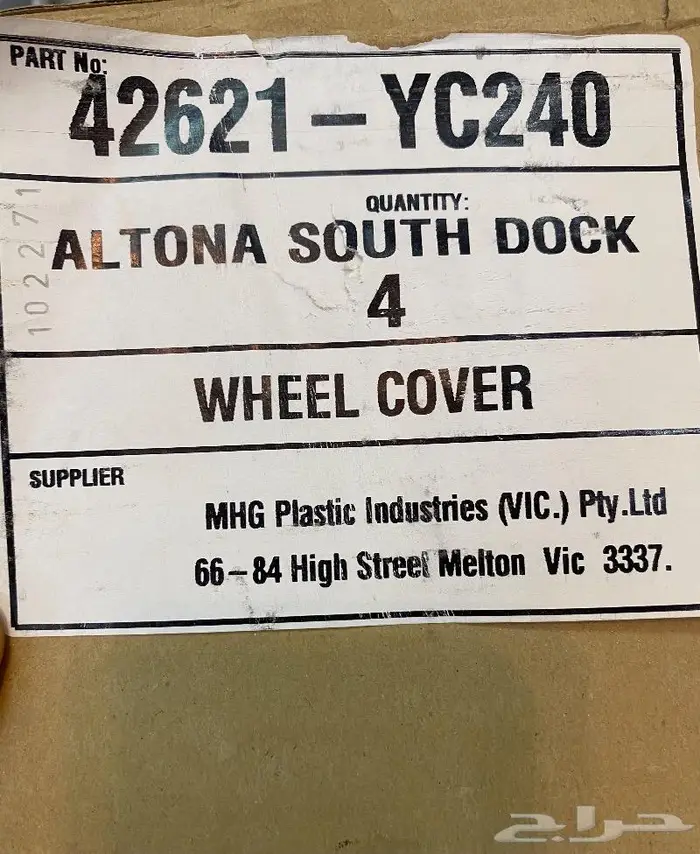 PART No:
42621-YC240
QUANTITY:
ALTONA SOUTH DOCK
4
102271
WHEEL COVER
SUPPLIER
MHG Plastic Industries (VIC.) Pty.Ltd
66-84 High Street Melton Vic 3337.
حراج